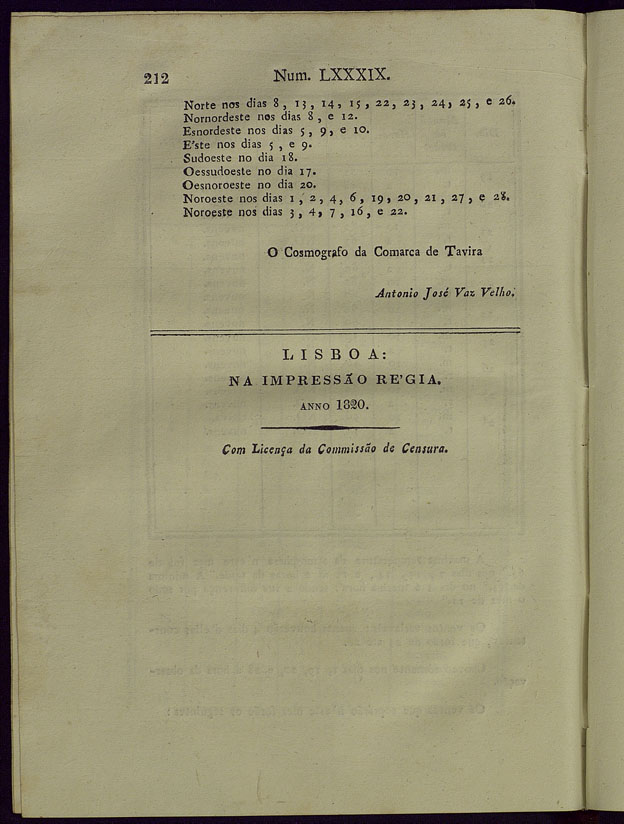 212 Num. LXXXIX.
Norte nos dias 8, 13, 14, 15, 22, 23, 24, 25, e 26.
Nornordeste nos dias 8, e 12.
Esnordeste nos dias 5, 9, e 10.
E'ste nos dias 5, e 9.
Sudoeste no dia 18.
Oessudoeste no dia 17.
Oesnoroeste no dia 20.
Noroeste nos dias 1, 2, 4, 6, 19, 20, 21, 27, e 28.
Noroeste nos dias 3, 4, 7, 16, e 22.
O Cosmografo da Comarca de Tavira
Antonio José Vaz Velho.
LISBOA:
NA IMPRESSÃO RE'GIA.
ANNO 1820.
Com Licença da Commissão de Censura.